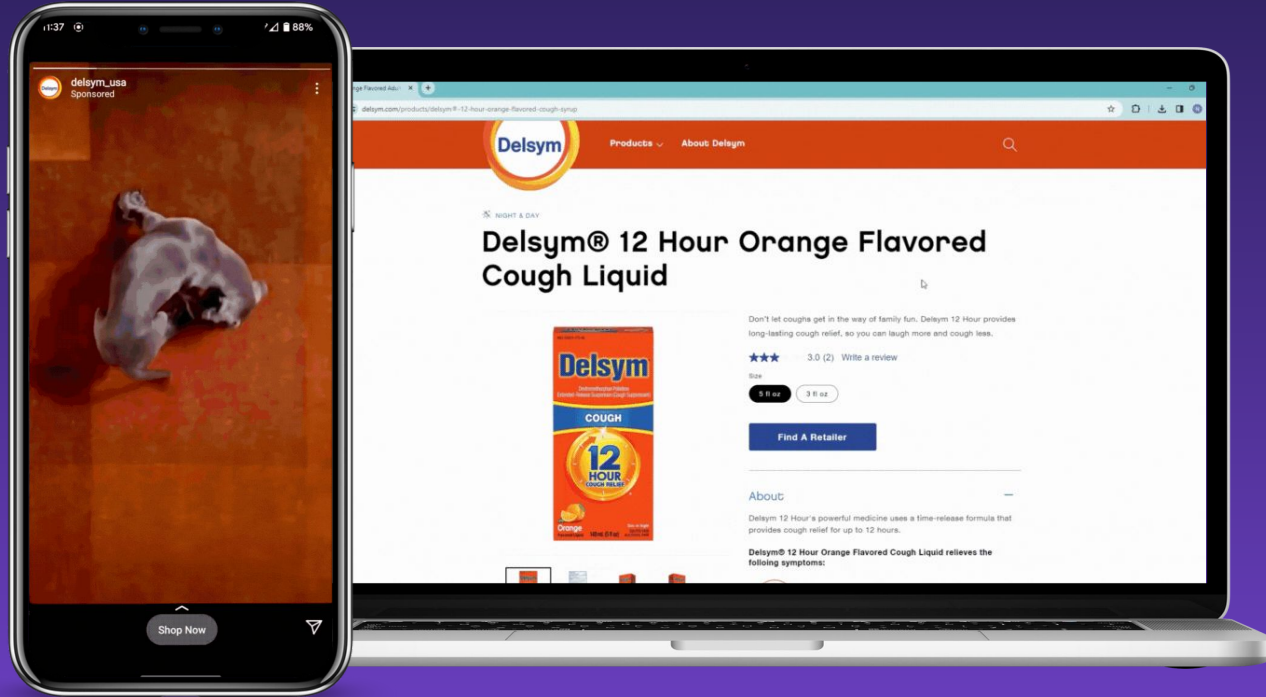 11:37
88%
Delsym
delsym_usa
Sponsored
Shop Now
nge Flavored Adul
delsym.com/products/delsym®-12-hour-orange-flavored-cough-syrup
Delsym
Products
About Delsym
NIGHT & DAY
Delsym® 12 Hour Orange Flavored
Cough Liquid
Don't let coughs get in the way of family fun. Delsym 12 Hour provides
long-lasting cough relief, so you can laugh more and cough less.
3.0 (2) Write a review
Size
5 fl oz
3 fl oz
Find A Retailer
Delsym
COUGH
12
HOUR
COUGH RELIEF
Orange
About
Delsym 12 Hour's powerful medicine uses a time-release formula that
provides cough relief for up to 12 hours.
Delsym® 12 Hour Orange Flavored Cough Liquid relieves the
folloing symptoms: